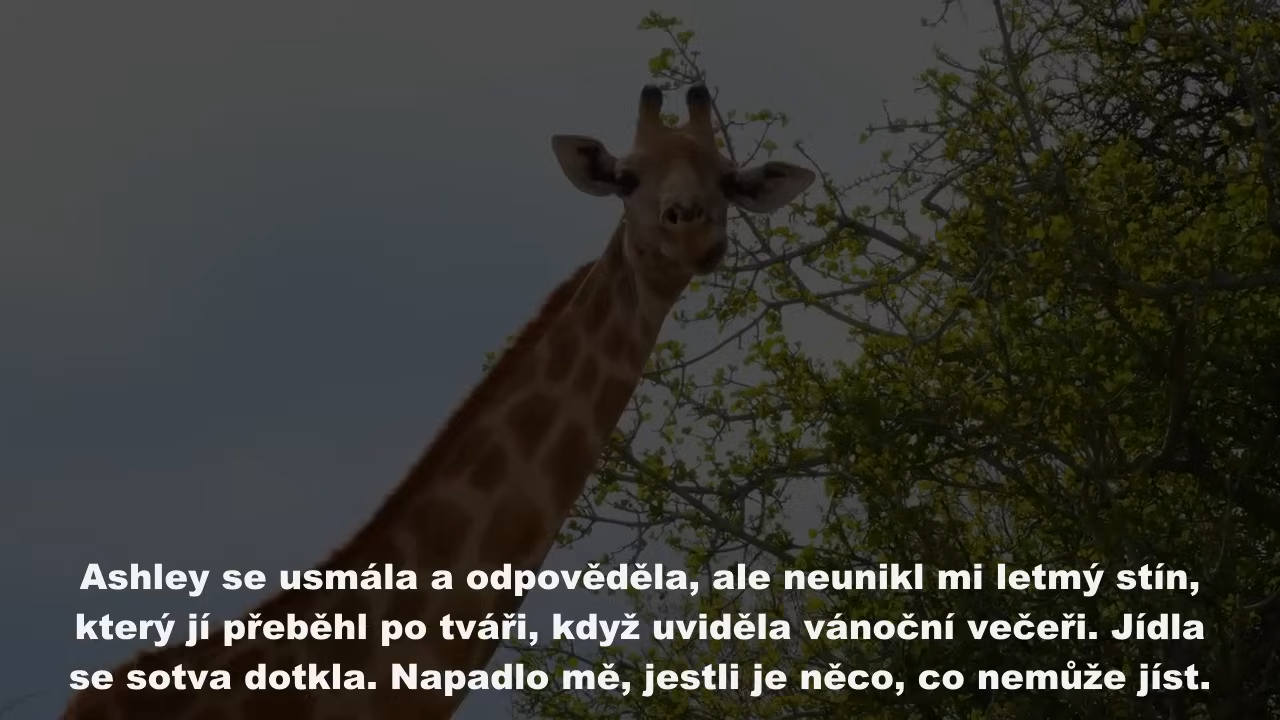 Ashley se usmála a odpověděla, ale neunikl mi letmý stín,
který jí přeběhl po tváři, když uviděla vánoční večeři. Jídla
se sotva dotkla. Napadlo mě, jestli je něco, co nemůže jíst.